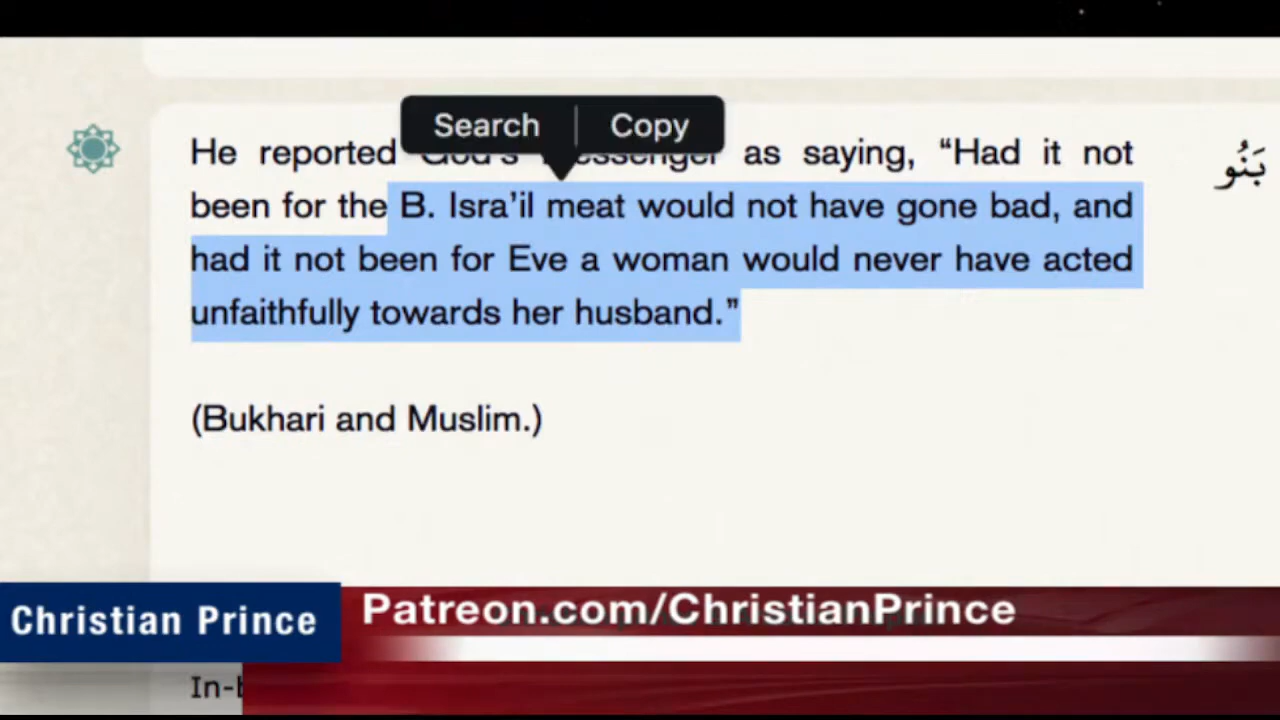 Search Copy
He reported God's Messenger as saying, “Had it not
been for the B. Isra’il meat would not have gone bad, and
had it not been for Eve a woman would never have acted
unfaithfully towards her husband.”
بَنُو
(Bukhari and Muslim.)
Christian Prince
Patreon.com/ChristianPrince